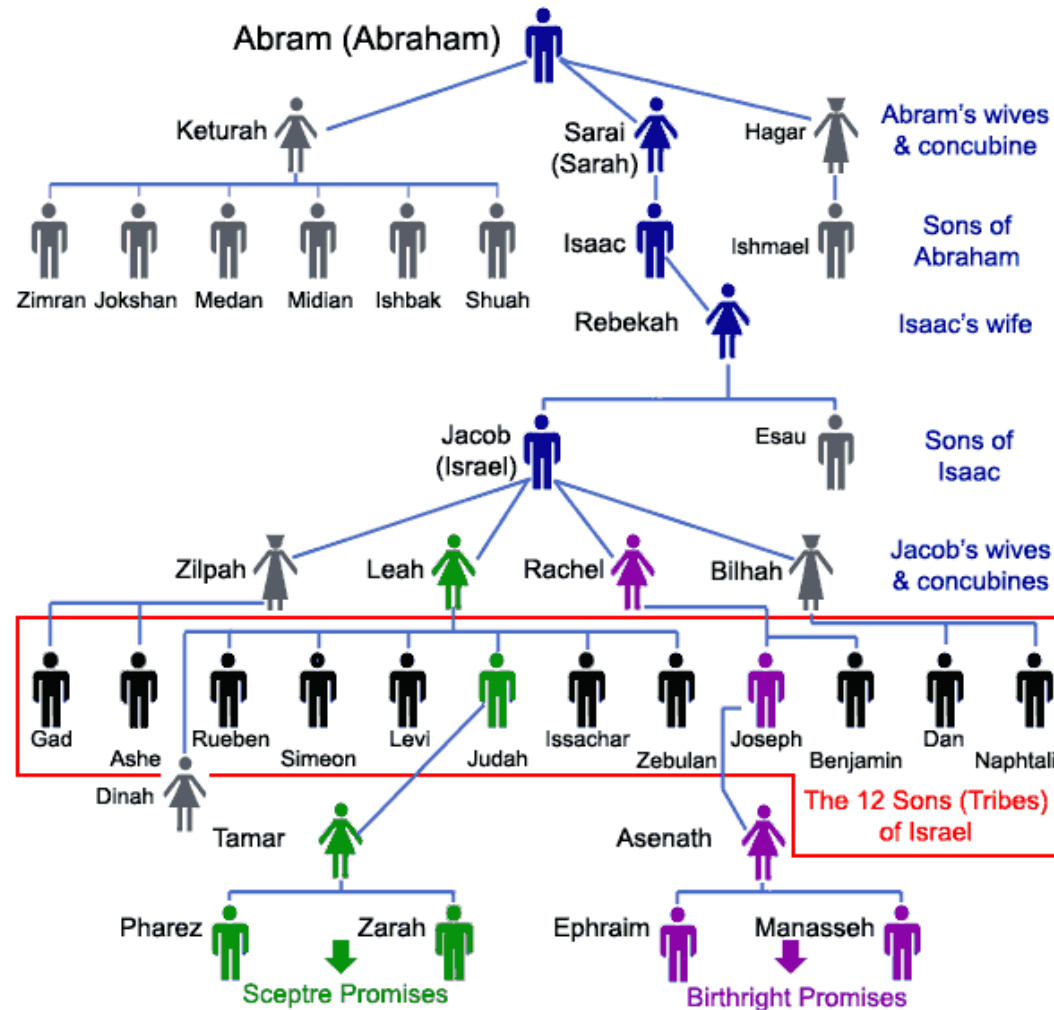 Abram (Abraham)
Keturah
Sarai
(Sarah)
Hagar
Abram's wives
& concubine
Zimran
Jokshan
Medan
Midian
Ishbak
Shuah
Isaac
Ishmael
Sons of
Abraham
Rebekah
Isaac's wife
Jacob
(Israel)
Esau
Sons of
Isaac
Zilpah
Leah
Rachel
Bilhah
Jacob's wives
& concubines
Gad
Ashe
Rueben
Simeon
Levi
Judah
Issachar
Zebulan
Joseph
Benjamin
Dan
Naphtali
Dinah
The 12 Sons (Tribes)
of Israel
Tamar
Asenath
Pharez
Zarah
Ephraim
Manasseh
Sceptre Promises
Birthright Promises